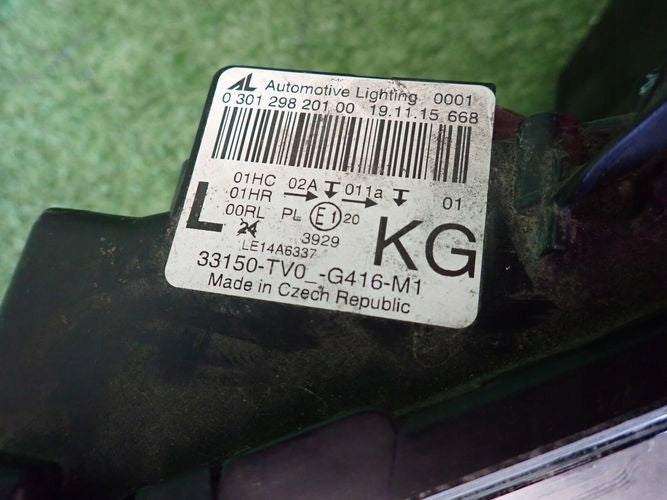 AL Automotive Lighting 0001
0 301 298 201 00 19.11.15 668
01HC 02A 011a 01
01HR
L 00RL PL E1 20 KG
24 3929
LE14A6337
33150-TV0_-G416-M1
Made in Czech Republic